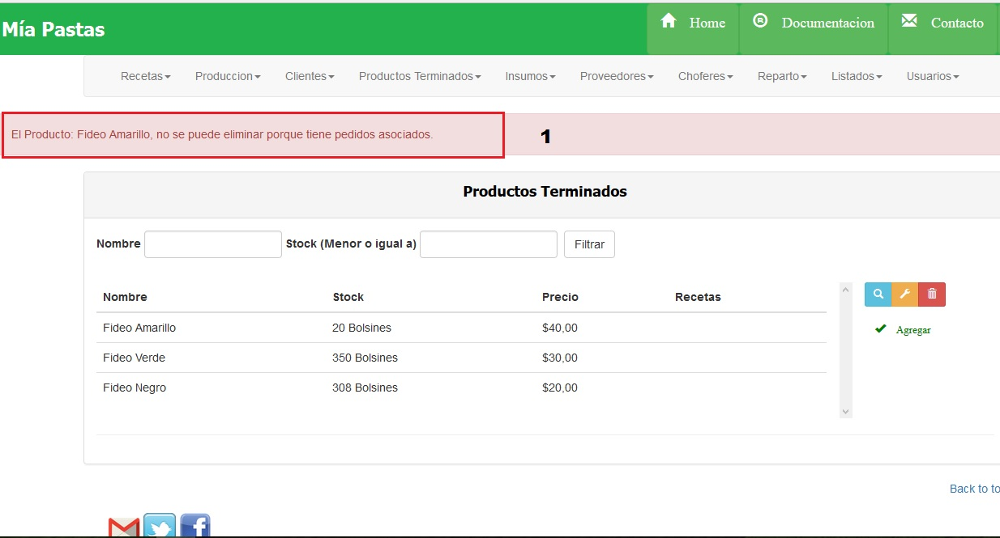 Mía Pastas
Home Documentacion Contacto
Recetas Produccion Clientes Productos Terminados Insumos Proveedores Choferes Reparto Listados Usuarios
El Producto: Fideo Amarillo, no se puede eliminar porque tiene pedidos asociados.
1
Productos Terminados
Nombre Stock (Menor o igual a) Filtrar
Nombre Stock Precio Recetas
Fideo Amarillo 20 Bolsines $40,00
Agregar
Fideo Verde 350 Bolsines $30,00
Fideo Negro 308 Bolsines $20,00
Back to to